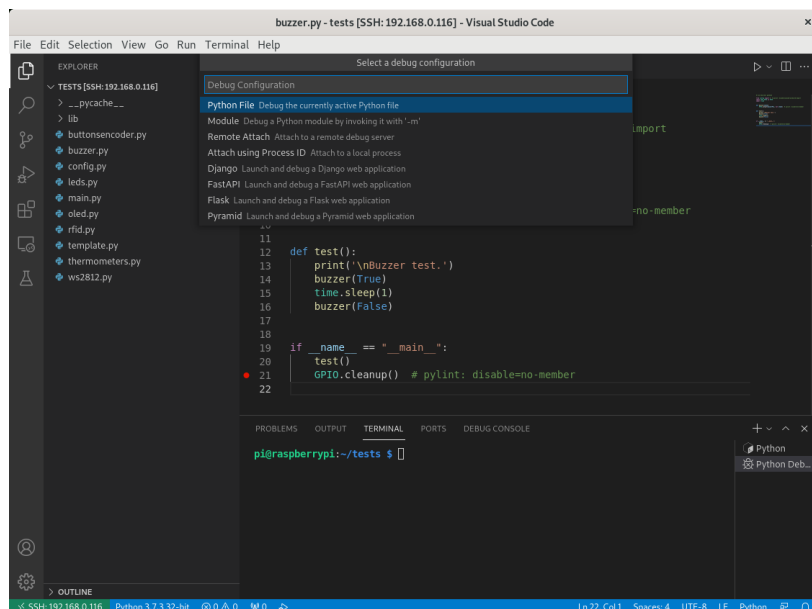 buzzer.py - tests [SSH: 192.168.0.116] - Visual Studio Code
File Edit Selection View Go Run Terminal Help
EXPLORER
TESTS [SSH: 192.168.0.116]
__pycache__
lib
buttonsencoder.py
buzzer.py
config.py
leds.py
main.py
oled.py
rfid.py
template.py
thermometers.py
ws2812.py
OUTLINE
Select a debug configuration
Debug Configuration
Python File Debug the currently active Python file
Module Debug a Python module by invoking it with '-m'
Remote Attach Attach to a remote debug server
Attach using Process ID Attach to a local process
Django Launch and debug a Django web application
FastAPI Launch and debug a FastAPI web application
Flask Launch and debug a Flask web application
Pyramid Launch and debug a Pyramid web application
import
=no-member
10
11
12 def test():
13 print('\nBuzzer test.')
14 buzzer(True)
15 time.sleep(1)
16 buzzer(False)
17
18
19 if __name__ == "__main__":
20 test()
21 GPIO.cleanup() # pylint: disable=no-member
22
PROBLEMS OUTPUT TERMINAL PORTS DEBUG CONSOLE
pi@raspberrypi:~/tests $
Python
Python Deb...
SSH: 192.168.0.116 Python 3.7.3 32-bit 0 0 0 0 Ln 22, Col 1 Spaces: 4 UTF-8 LF Python